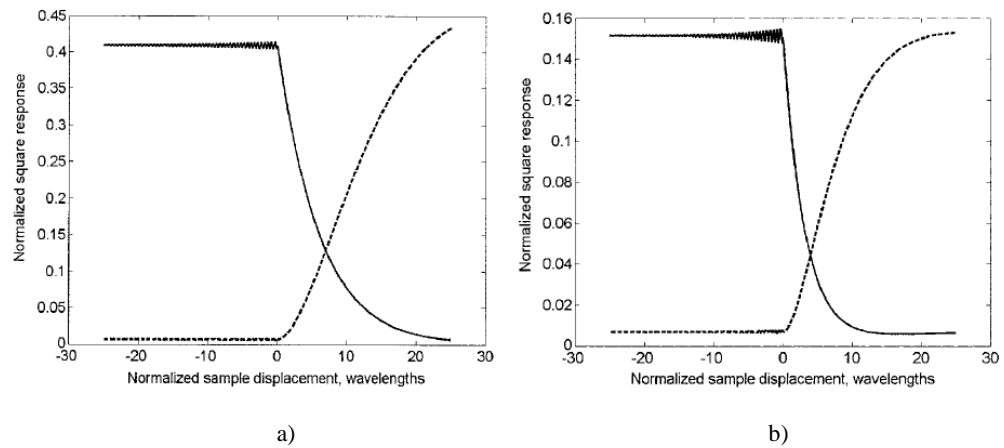 0.45
0.4
0.35
0.3
0.25
0.2
0.15
0.1
0.05
0
-30 -20 -10 0 10 20 30
Normalized square response
Normalized sample displacement, wavelengths
a)
0.16
0.14
0.12
0.1
0.08
0.06
0.04
0.02
0
-30 -20 -10 0 10 20 30
Normalized square response
Normalized sample displacement, wavelengths
b)